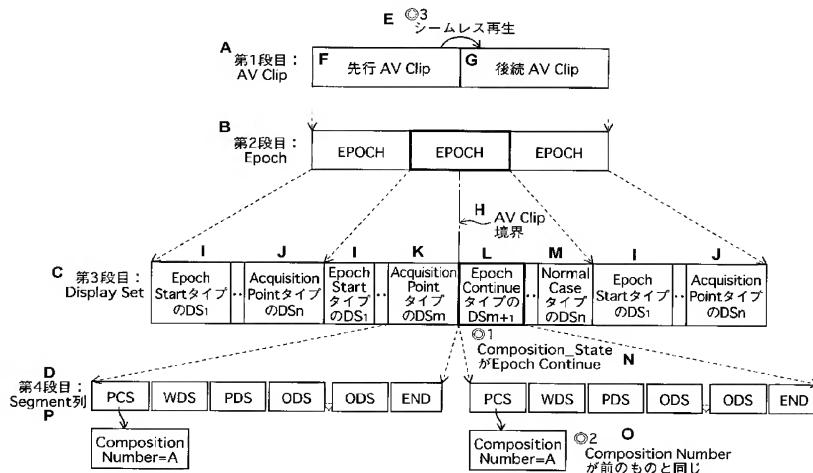 E ◎3
シームレス再生
A 第1段目：
AV Clip
F 先行 AV Clip
G 後続 AV Clip
B 第2段目：
Epoch
EPOCH
EPOCH
EPOCH
H AV Clip
境界
I J I K L M I J
C 第3段目：
Display Set
Epoch
Startタイプ
のDS1
‥
Acquisition
Pointタイプ
のDSn
Epoch
Start
タイプ
のDS1
‥
Acquisition
Point
タイプ
のDSm
Epoch
Continue
タイプの
DSm+1
‥
Normal
Case
タイプ
のDSn
Epoch
Startタイプ
のDS1
‥
Acquisition
Pointタイプ
のDSn
◎1
Composition_State
がEpoch Continue N
D
第4段目：
Segment列
P
PCS WDS PDS ODS ODS END
PCS WDS PDS ODS ODS END
Composition
Number=A
Composition
Number=A
◎2 O
Composition Number
が前のものと同じ